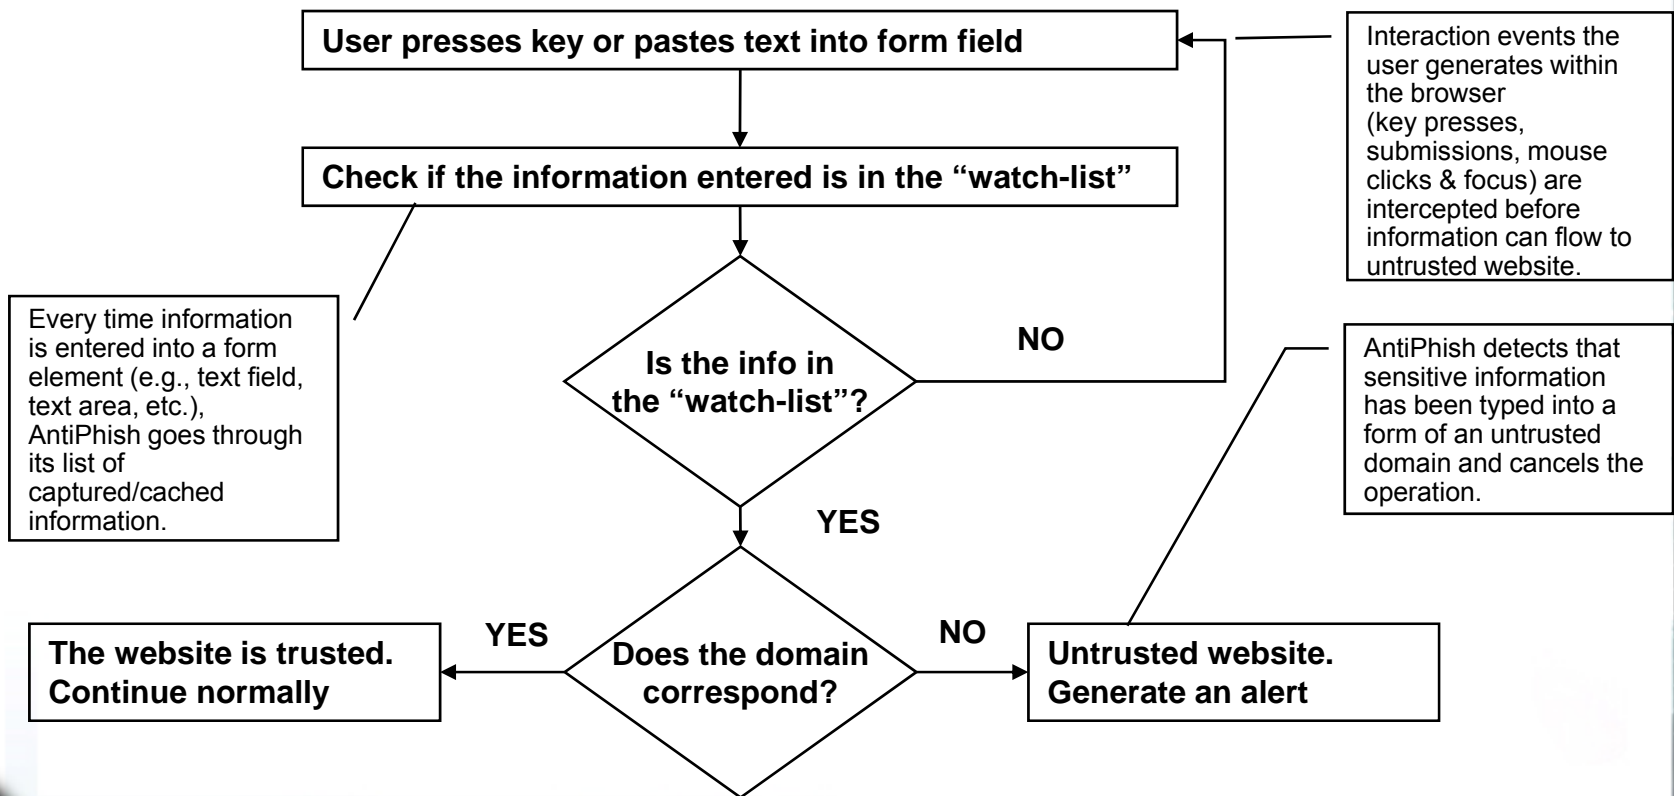 User presses key or pastes text into form field
Interaction events the
user generates within
the browser
(key presses,
submissions, mouse
clicks & focus) are
intercepted before
information can flow to
untrusted website.
Check if the information entered is in the “watch-list”
Every time information
is entered into a form
element (e.g., text field,
text area, etc.),
AntiPhish goes through
its list of
captured/cached
information.
Is the info in
the “watch-list”?
NO
AntiPhish detects that
sensitive information
has been typed into a
form of an untrusted
domain and cancels the
operation.
YES
Does the domain
correspond?
YES
The website is trusted.
Continue normally
NO
Untrusted website.
Generate an alert